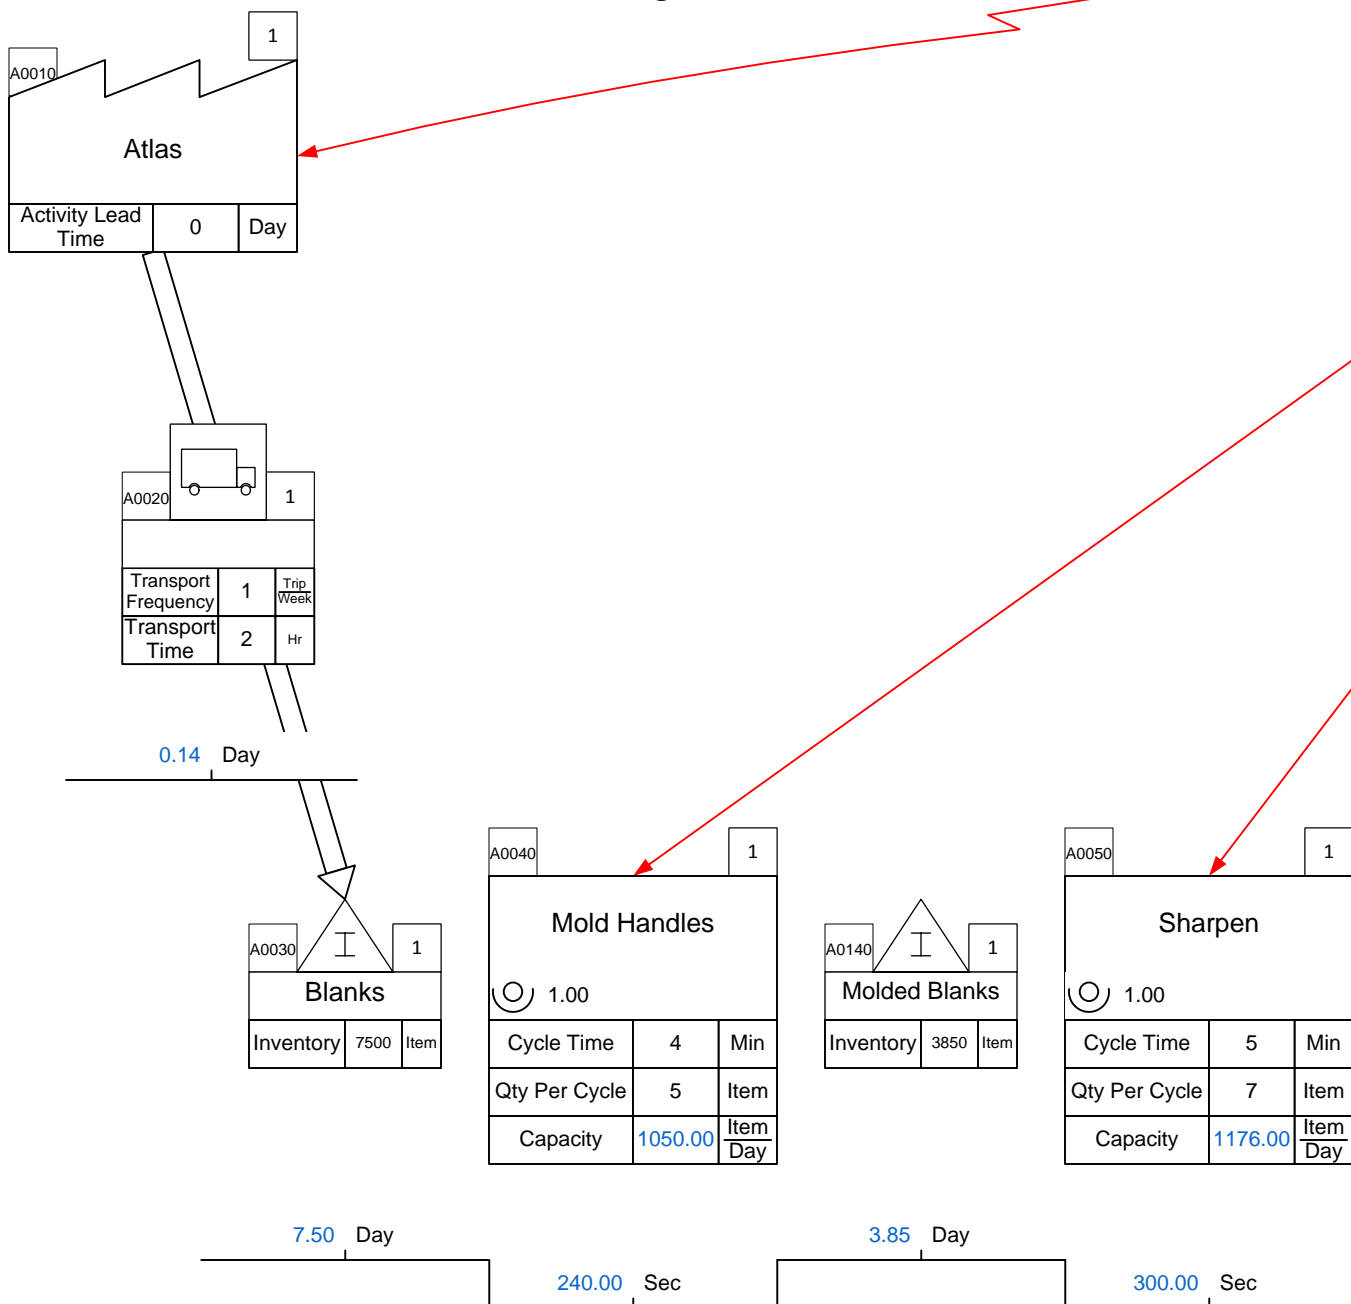 1
A0010
Atlas
Activity Lead
Time
0
Day
A0020
1
Transport
Frequency
1
Trip
Week
Transport
Time
2
Hr
0.14 Day
A0030
I
1
Blanks
Inventory
7500
Item
A0040
1
Mold Handles
1.00
Cycle Time
4
Min
Qty Per Cycle
5
Item
Capacity
1050.00
Item
Day
A0140
I
1
Molded Blanks
Inventory
3850
Item
A0050
1
Sharpen
1.00
Cycle Time
5
Min
Qty Per Cycle
7
Item
Capacity
1176.00
Item
Day
7.50 Day
240.00 Sec
3.85 Day
300.00 Sec